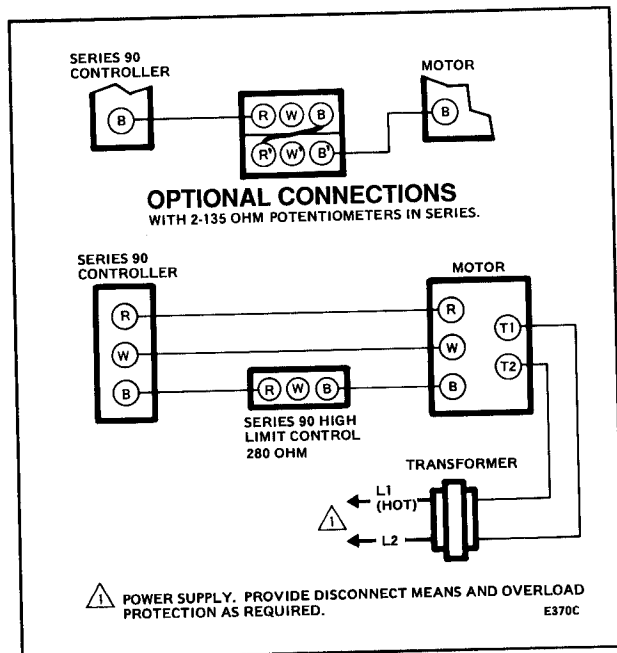 SERIES 90
CONTROLLER
MOTOR
B
R W B
B
R' W' B'
OPTIONAL CONNECTIONS
WITH 2-135 OHM POTENTIOMETERS IN SERIES.
SERIES 90
CONTROLLER
MOTOR
R
R
T1
W
W
T2
B
R W B
B
SERIES 90 HIGH
LIMIT CONTROL
280 OHM
TRANSFORMER
L1
(HOT)
1
L2
1 POWER SUPPLY. PROVIDE DISCONNECT MEANS AND OVERLOAD
PROTECTION AS REQUIRED.
E370C